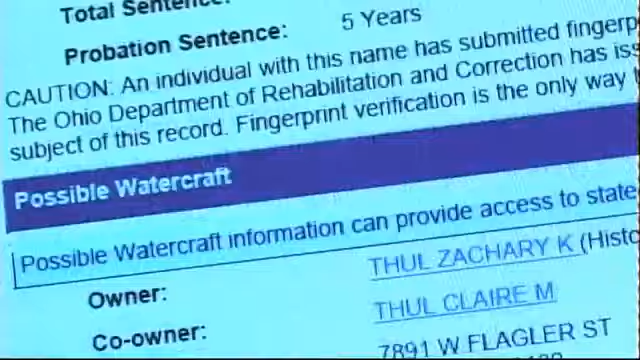 Total Sentence:
Probation Sentence: 5 Years
CAUTION: An individual with this name has submitted fingerp
The Ohio Department of Rehabilitation and Correction has iss
subject of this record. Fingerprint verification is the only way
Possible Watercraft
Possible Watercraft information can provide access to state
Owner: THUL ZACHARY K (Histo
Co-owner: THUL CLAIRE M
7891 W FLAGLER ST